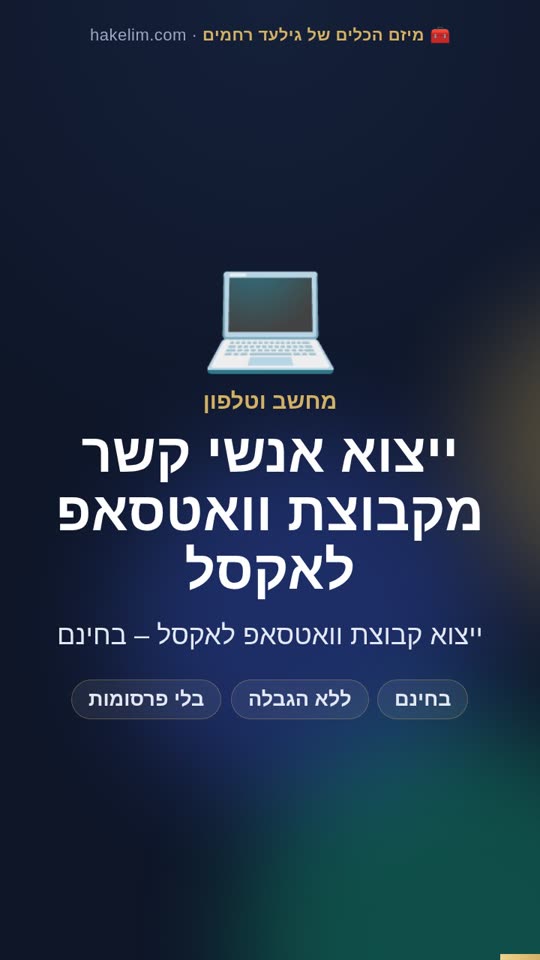 🧰 מיזם הכלים של גילעד רחמים · hakelim.com
מחשב וטלפון
ייצוא אנשי קשר
מקבוצת וואטסאפ
לאקסל
ייצוא קבוצת וואטסאפ לאקסל – בחינם
בחינם
ללא הגבלה
בלי פרסומות